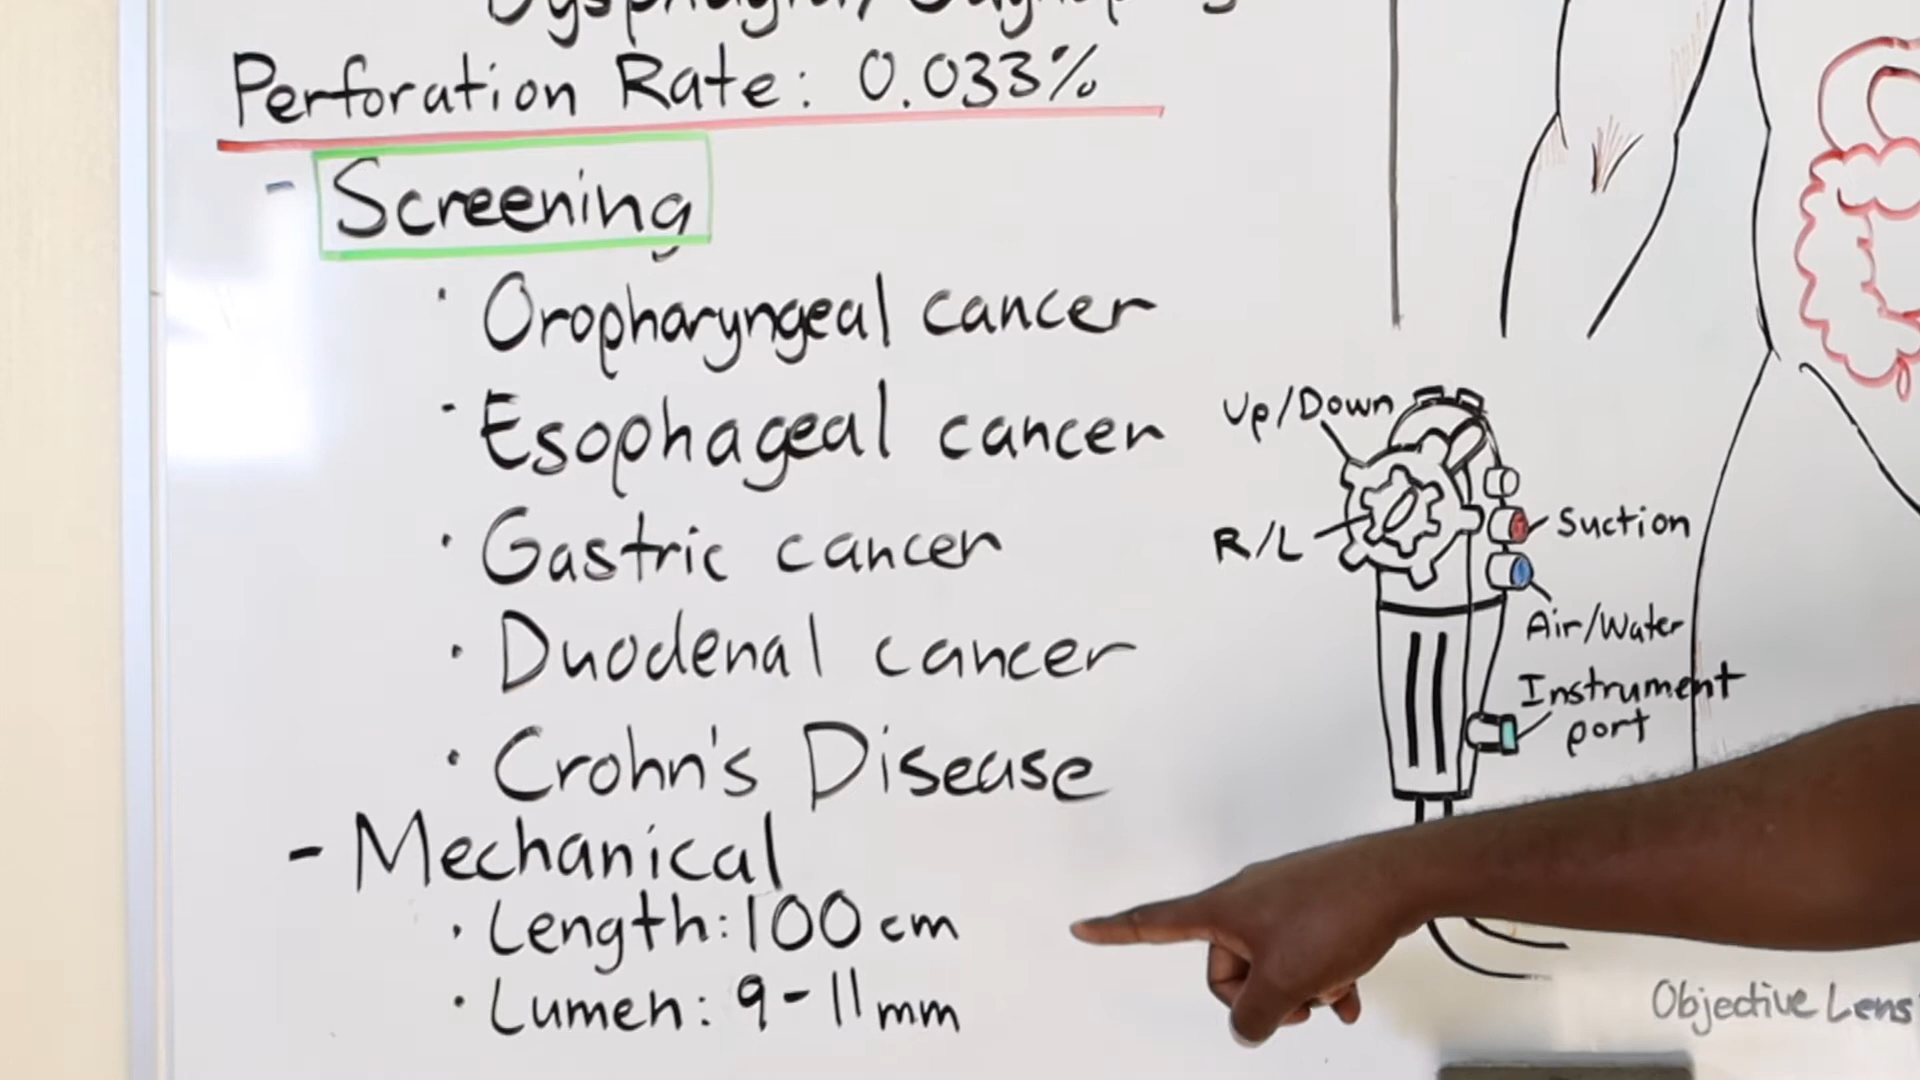 Perforation Rate: 0.033%
- Screening
· Oropharyngeal cancer
- Esophageal cancer
· Gastric cancer
· Duodenal cancer
· Crohn's Disease
- Mechanical
· Length: 100 cm
· Lumen: 9-11 mm
Up/Down
R/L
Suction
Air/Water
Instrument
port
Objective Lens